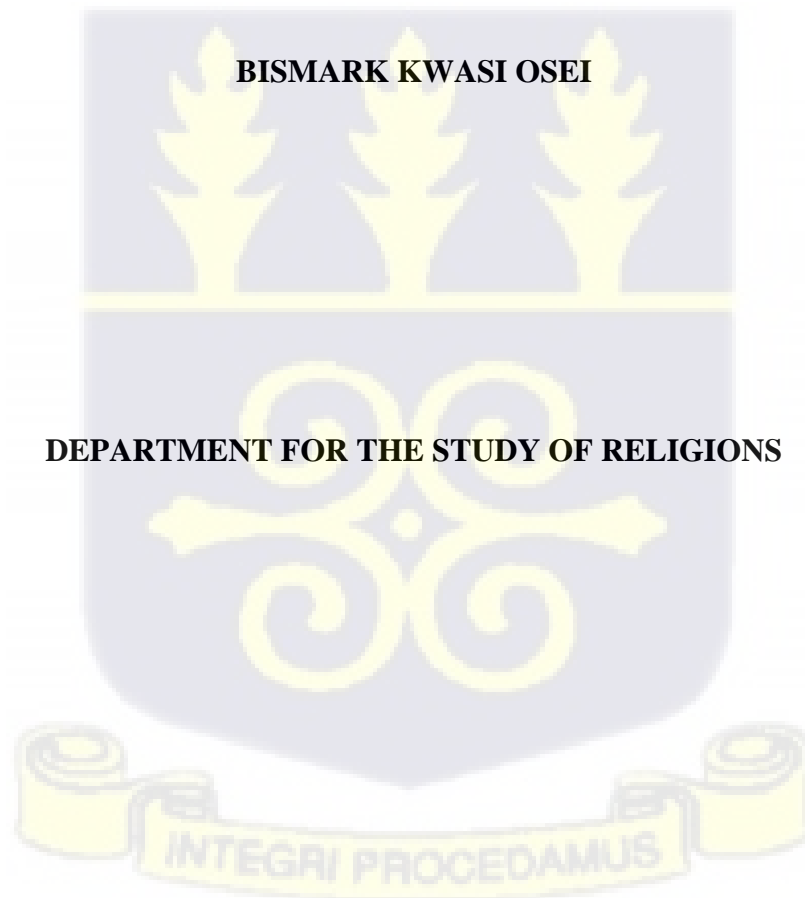 BISMARK KWASI OSEI
DEPARTMENT FOR THE STUDY OF RELIGIONS
INTEGRI PROCEDAMUS